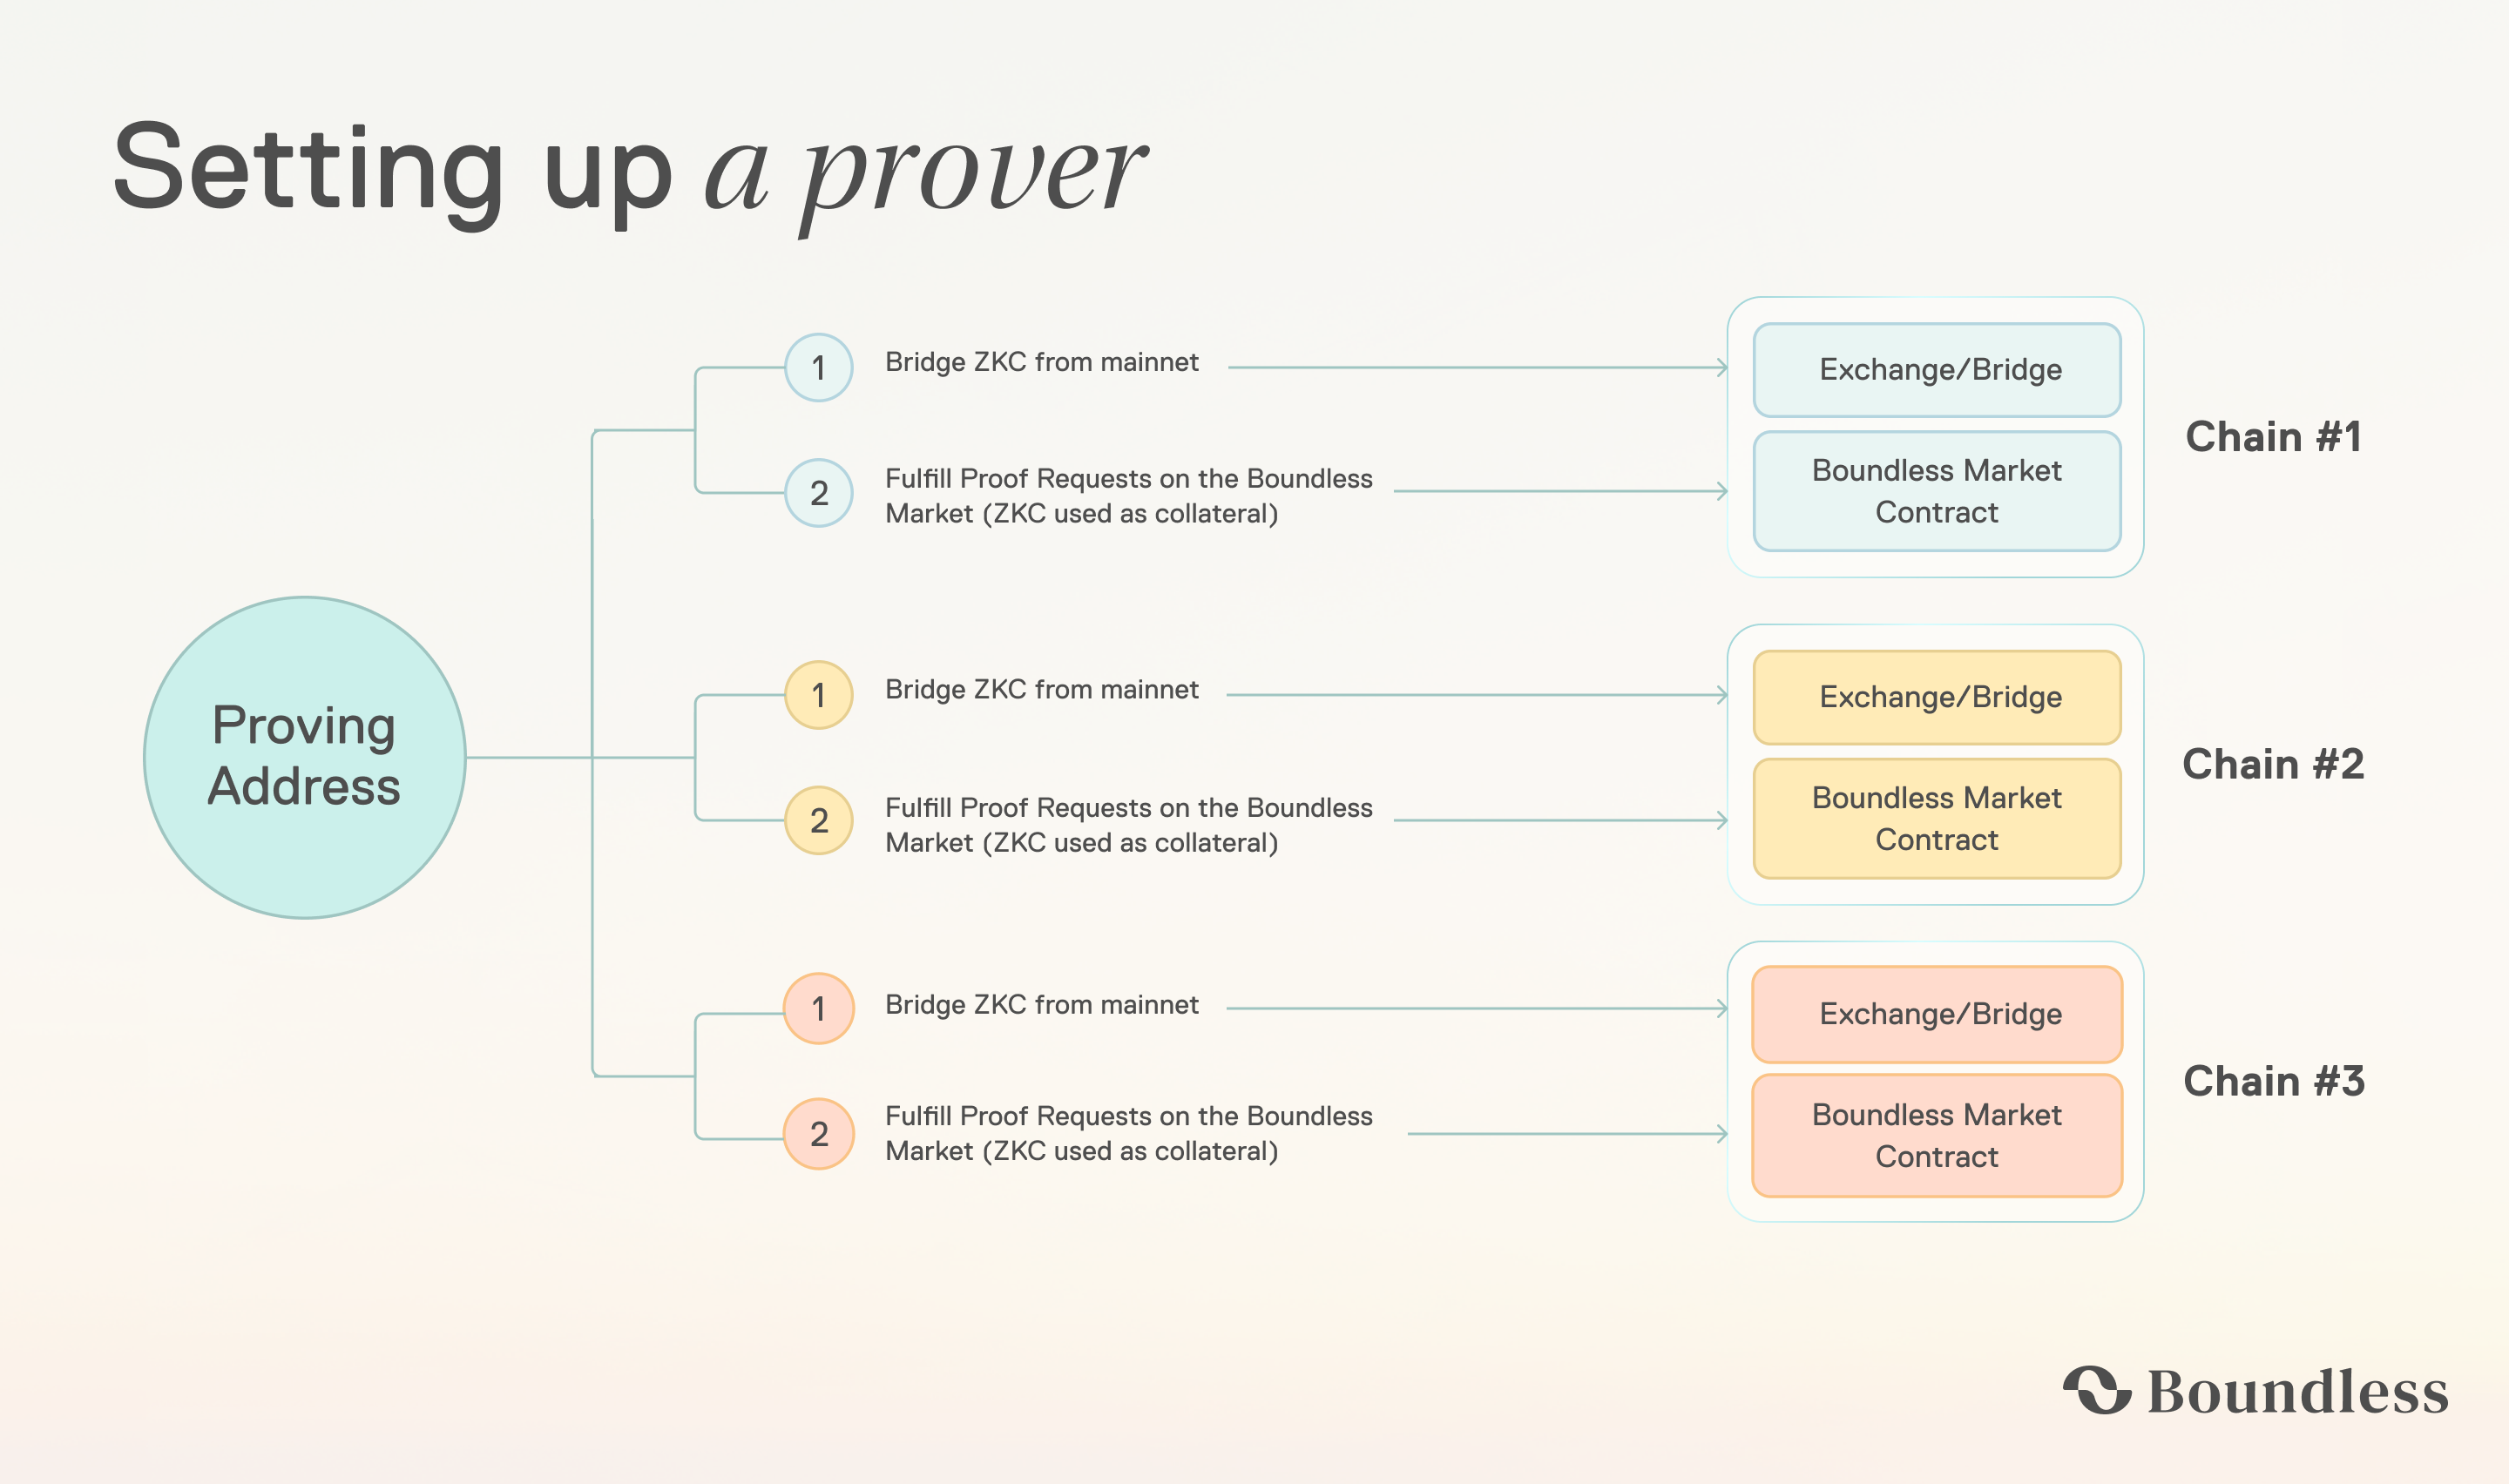 Setting up a prover
Proving
Address
1
Bridge ZKC from mainnet
2
Fulfill Proof Requests on the Boundless
Market (ZKC used as collateral)
Exchange/Bridge
Boundless Market
Contract
Chain #1
1
Bridge ZKC from mainnet
2
Fulfill Proof Requests on the Boundless
Market (ZKC used as collateral)
Exchange/Bridge
Boundless Market
Contract
Chain #2
1
Bridge ZKC from mainnet
2
Fulfill Proof Requests on the Boundless
Market (ZKC used as collateral)
Exchange/Bridge
Boundless Market
Contract
Chain #3
Boundless